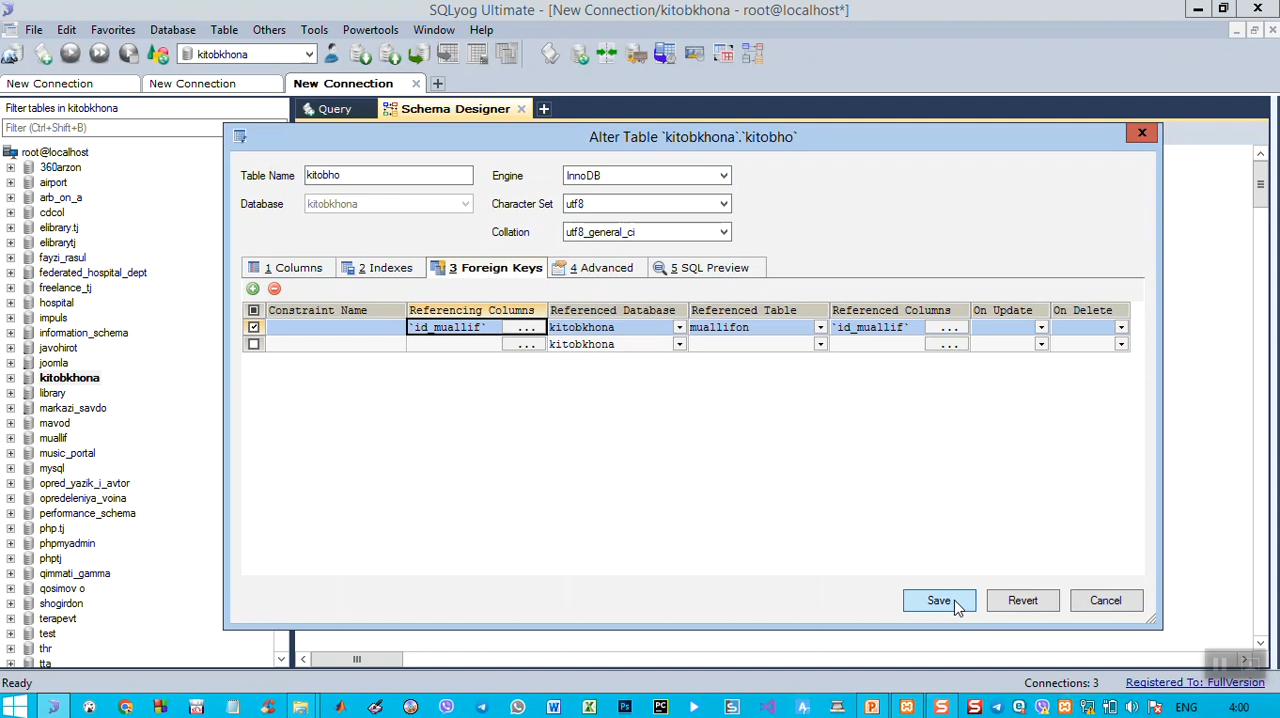 SQLyog Ultimate - [New Connection/kitobkhona - root@localhost*]
File Edit Favorites Database Table Others Tools Powertools Window Help
kitobkhona
New Connection New Connection New Connection
Filter tables in kitobkhona
Filter (Ctrl+Shift+B)
Query Schema Designer
root@localhost
360arzon
airport
arb_on_a
cdcol
elibrary.tj
elibrarytj
fayzi_rasul
federated_hospital_dept
freelance_tj
hospital
impuls
infomation_schema
javohirot
joomla
kitobkhona
library
markazi_savdo
mavod
muallif
music_portal
mysql
opred_yazik_i_avtor
opredeleniya_voina
performance_schema
php.tj
phpmyadmin
phptj
qimmati_gamma
qosimov o
shogirdon
terapevt
test
thr
tta
Alter Table `kitobkhona`.`kitobho`
Table Name kitobho Engine InnoDB
Database kitobkhona Character Set utf8
Collation utf8_general_ci
1 Columns 2 Indexes 3 Foreign Keys 4 Advanced 5 SQL Preview
Constraint Name Referencing Columns Referenced Database Referenced Table Referenced Columns On Update On Delete
`id_muallif` ... kitobkhona muallifon `id_muallif` ...
... kitobkhona ...
Save Revert Cancel
Ready Connections: 3 Registered To: FullVersion
ENG 4:00